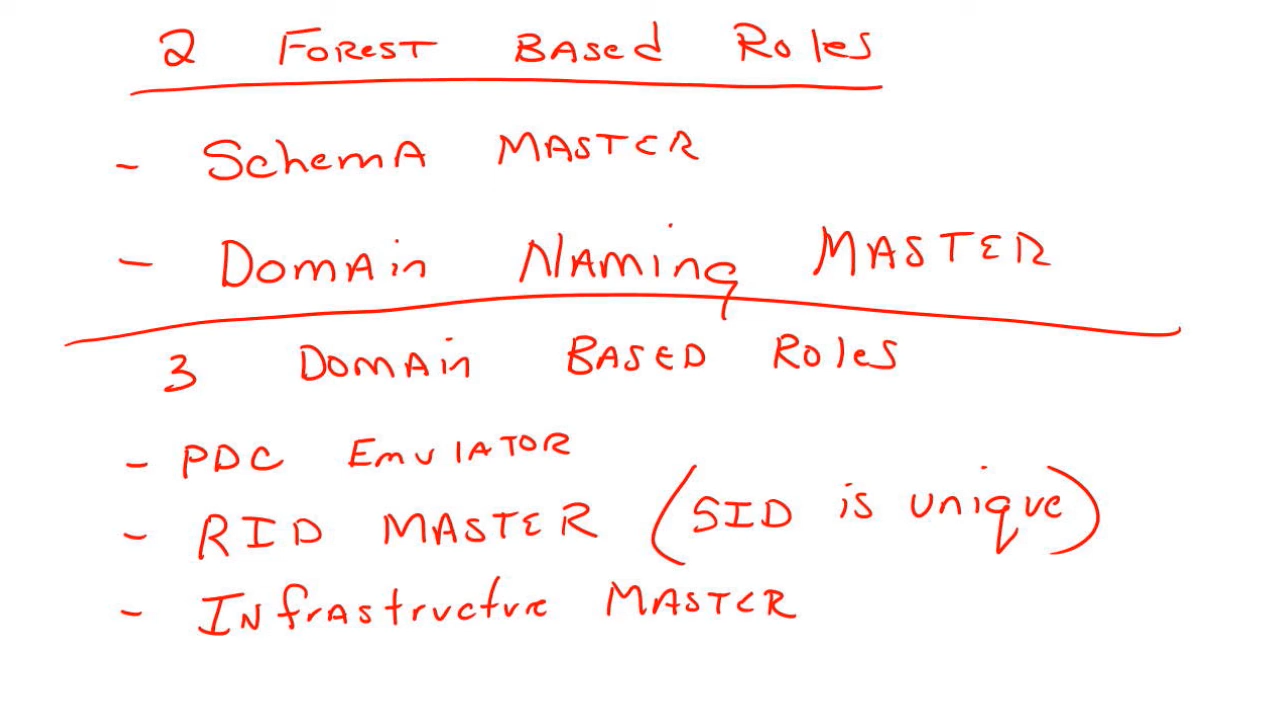 2 Forest Based Roles
- Schema Master
- Domain Naming Master
3 Domain Based Roles
- PDC Emulator
- RID Master (SID is unique)
- Infrastructure Master